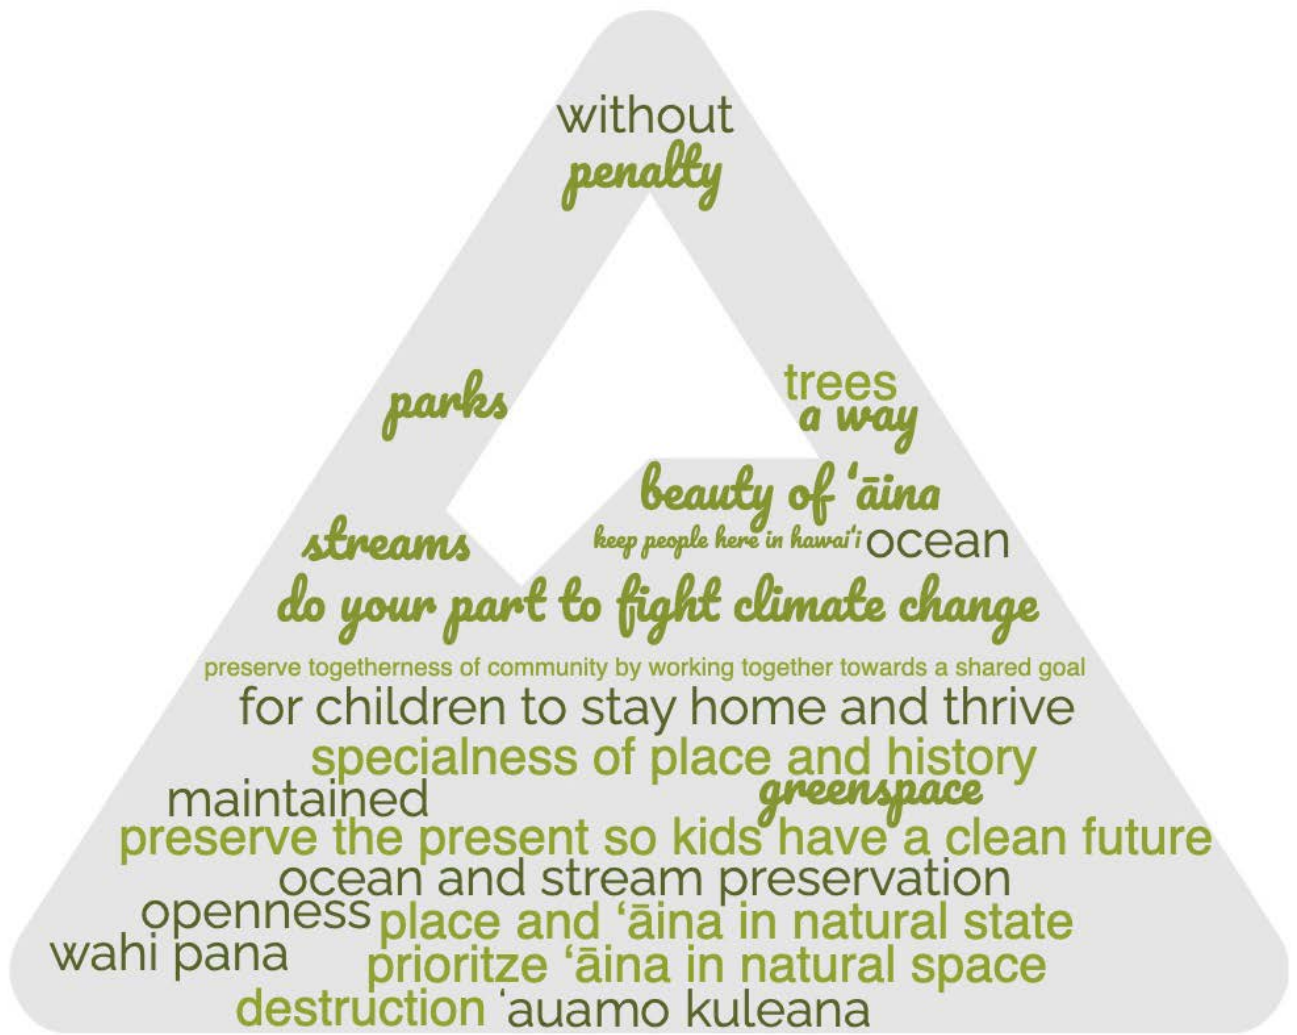 without
penalty
trees
parks
a way
beauty of ʻāina
streams
keep people here in hawaiʻi
ocean
do your part to fight climate change
preserve togetherness of community by working together towards a shared goal
for children to stay home and thrive
specialness of place and history
maintained
greenspace
preserve the present so kids have a clean future
ocean and stream preservation
openness
place and ʻāina in natural state
wahi pana
prioritze ʻāina in natural space
destruction
ʻauamo kuleana